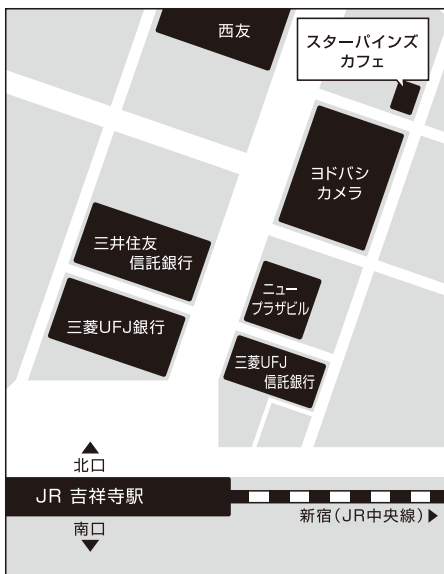 西友
スターパインズ
カフェ
ヨドバシ
カメラ
三井住友
信託銀行
ニュー
プラザビル
三菱UFJ銀行
三菱UFJ
信託銀行
▲
北口
JR 吉祥寺駅
南口
▼
新宿（JR中央線）▶